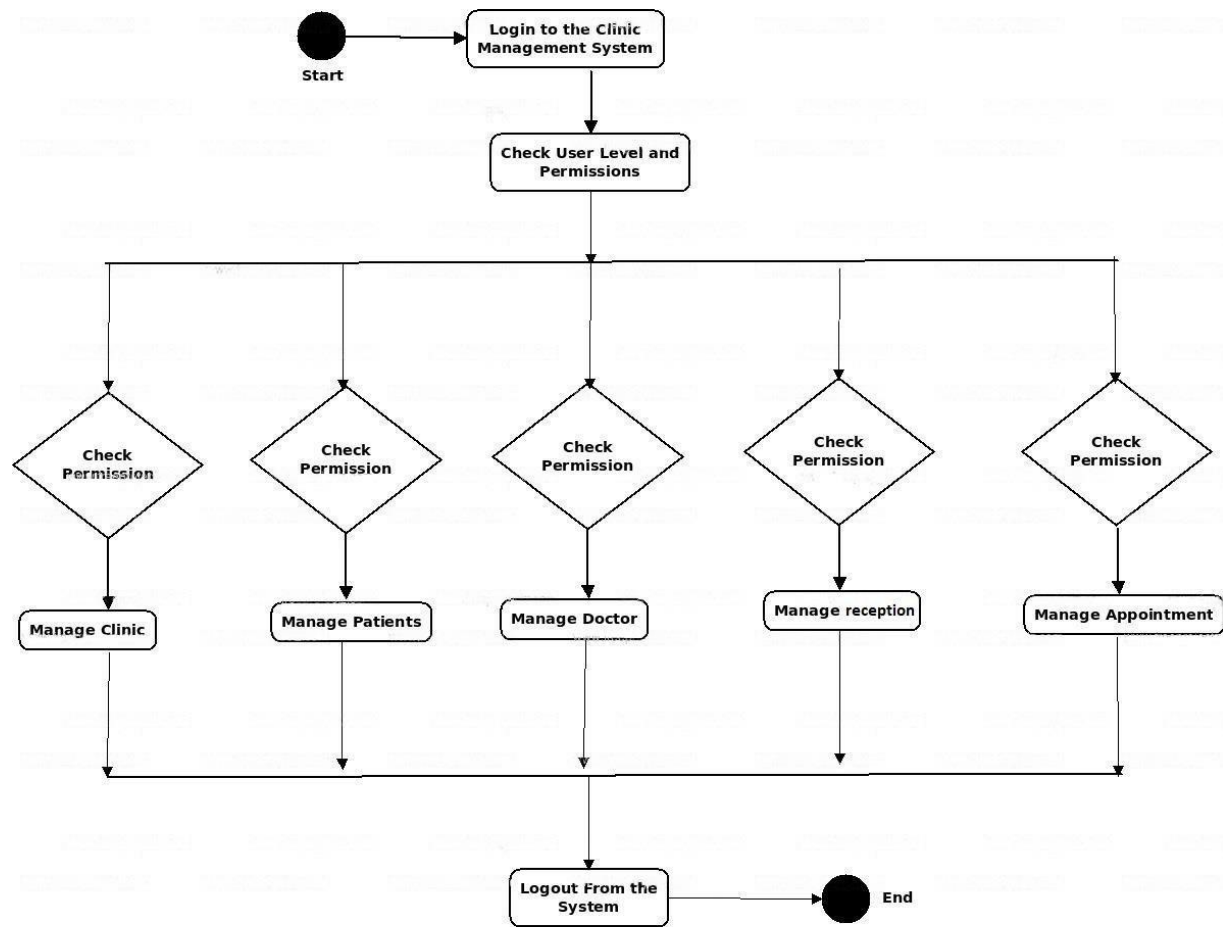 Login to the Clinic
Management System
Start
Check User Level and
Permissions
Check
Permission
Check
Permission
Check
Permission
Check
Permission
Check
Permission
Manage Clinic
Manage Patients
Manage Doctor
Manage reception
Manage Appointment
Logout From the
System
End